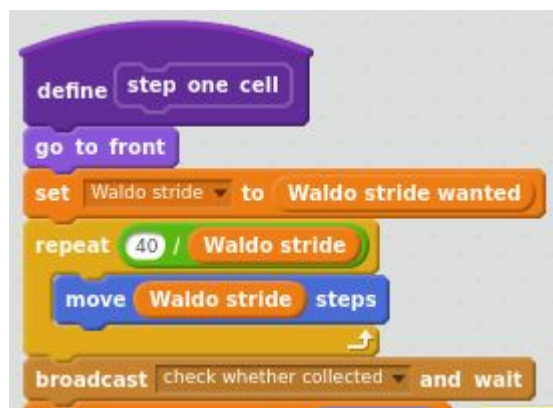 define step one cell
go to front
set Waldo stride to Waldo stride wanted
repeat 40 / Waldo stride
move Waldo stride steps
broadcast check whether collected and wait